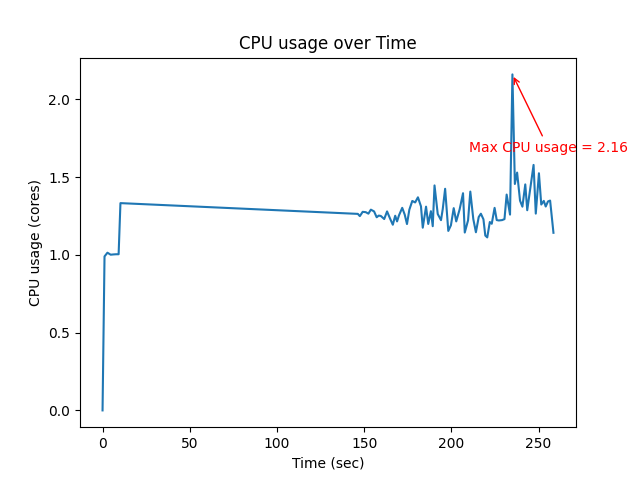 CPU usage over Time
CPU usage (cores)
2.0
1.5
1.0
0.5
0.0
Max CPU usage = 2.16
0
50
100
150
200
250
Time (sec)